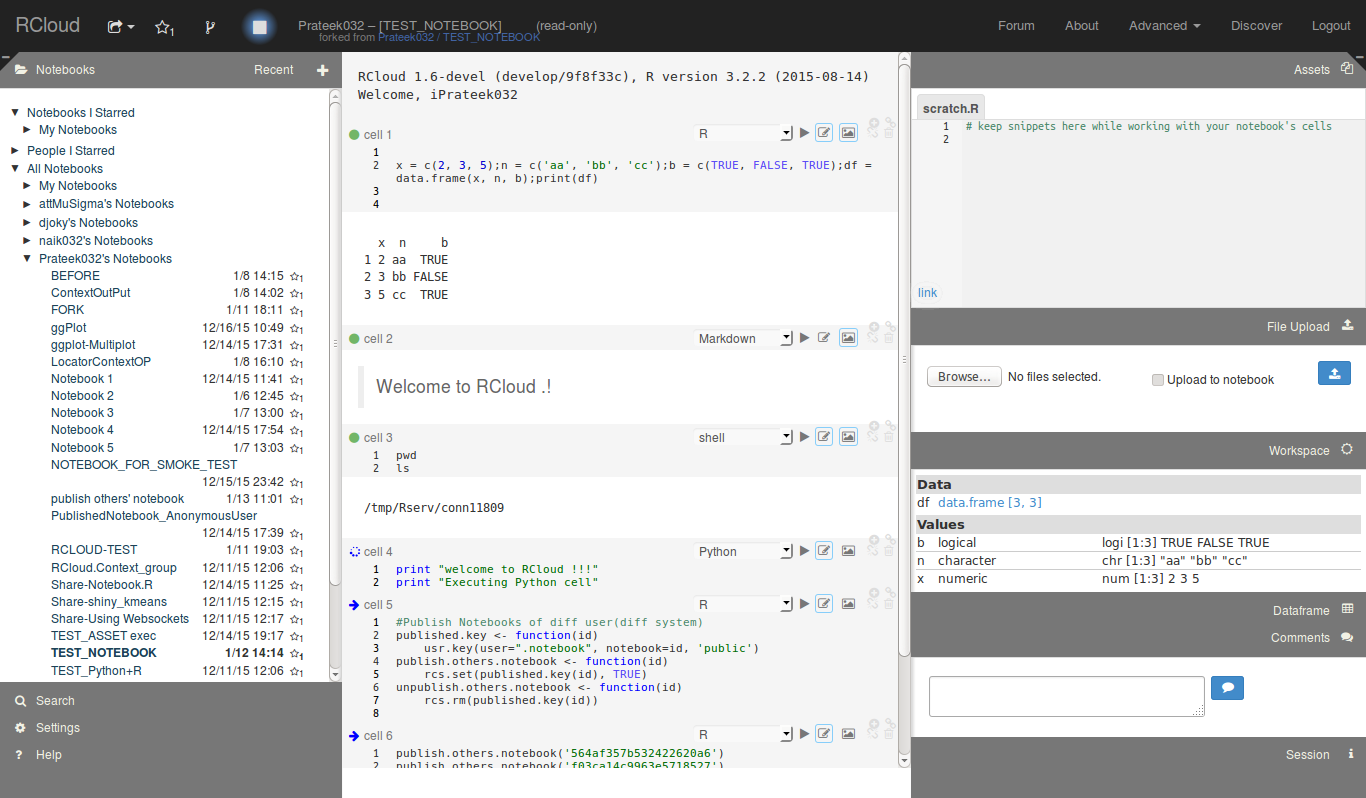 RCloud
1
Prateek032 – [TEST_NOTEBOOK] (read-only)
forked from Prateek032 / TEST_NOTEBOOK
Forum About Advanced Discover Logout
Notebooks Recent
Notebooks I Starred
My Notebooks
People I Starred
All Notebooks
My Notebooks
attMuSigma's Notebooks
djoky's Notebooks
naik032's Notebooks
Prateek032's Notebooks
BEFORE 1/8 14:15 1
ContextOutPut 1/8 14:02 1
FORK 1/11 18:11 1
ggPlot 12/16/15 10:49 1
ggplot-Multiplot 12/14/15 17:31 1
LocatorContextOP 1/8 16:10 1
Notebook 1 12/14/15 11:41 1
Notebook 2 1/6 12:45 1
Notebook 3 1/7 13:00 1
Notebook 4 12/14/15 17:54 1
Notebook 5 1/7 13:03 1
NOTEBOOK_FOR_SMOKE_TEST
12/15/15 23:42 1
publish others' notebook 1/13 11:01 1
PublishedNotebook_AnonymousUser
12/14/15 17:39 1
RCLOUD-TEST 1/11 19:03 1
RCloud.Context_group 12/11/15 12:06 1
Share-Notebook.R 12/14/15 11:25 1
Share-shiny_kmeans 12/11/15 12:15 1
Share-Using Websockets 12/11/15 12:17 1
TEST_ASSET exec 12/14/15 19:17 1
TEST_NOTEBOOK 1/12 14:14 1
TEST_Python+R 12/11/15 12:06 1
Search
Settings
? Help
RCloud 1.6-devel (develop/9f8f33c), R version 3.2.2 (2015-08-14)
Welcome, iPrateek032
cell 1 R
1
2 x = c(2, 3, 5);n = c('aa', 'bb', 'cc');b = c(TRUE, FALSE, TRUE);df =
data.frame(x, n, b);print(df)
3
4
x n b
1 2 aa TRUE
2 3 bb FALSE
3 5 cc TRUE
cell 2 Markdown
Welcome to RCloud .!
cell 3 shell
1 pwd
2 ls
/tmp/Rserv/conn11809
cell 4 Python
1 print "welcome to RCloud !!!"
2 print "Executing Python cell"
cell 5 R
1 #Publish Notebooks of diff user(diff system)
2 published.key <- function(id)
3 usr.key(user=".notebook", notebook=id, 'public')
4 publish.others.notebook <- function(id)
5 rcs.set(published.key(id), TRUE)
6 unpublish.others.notebook <- function(id)
7 rcs.rm(published.key(id))
8
cell 6 R
1 publish.others.notebook('564af357b532422620a6')
2 publish.others.notebook('f03ca14c9963e5718527')
Assets
scratch.R
1 # keep snippets here while working with your notebook's cells
2
link
File Upload
Browse... No files selected. Upload to notebook
Workspace
Data
df data.frame [3, 3]
Values
b logical logi [1:3] TRUE FALSE TRUE
n character chr [1:3] "aa" "bb" "cc"
x numeric num [1:3] 2 3 5
Dataframe
Comments
Session